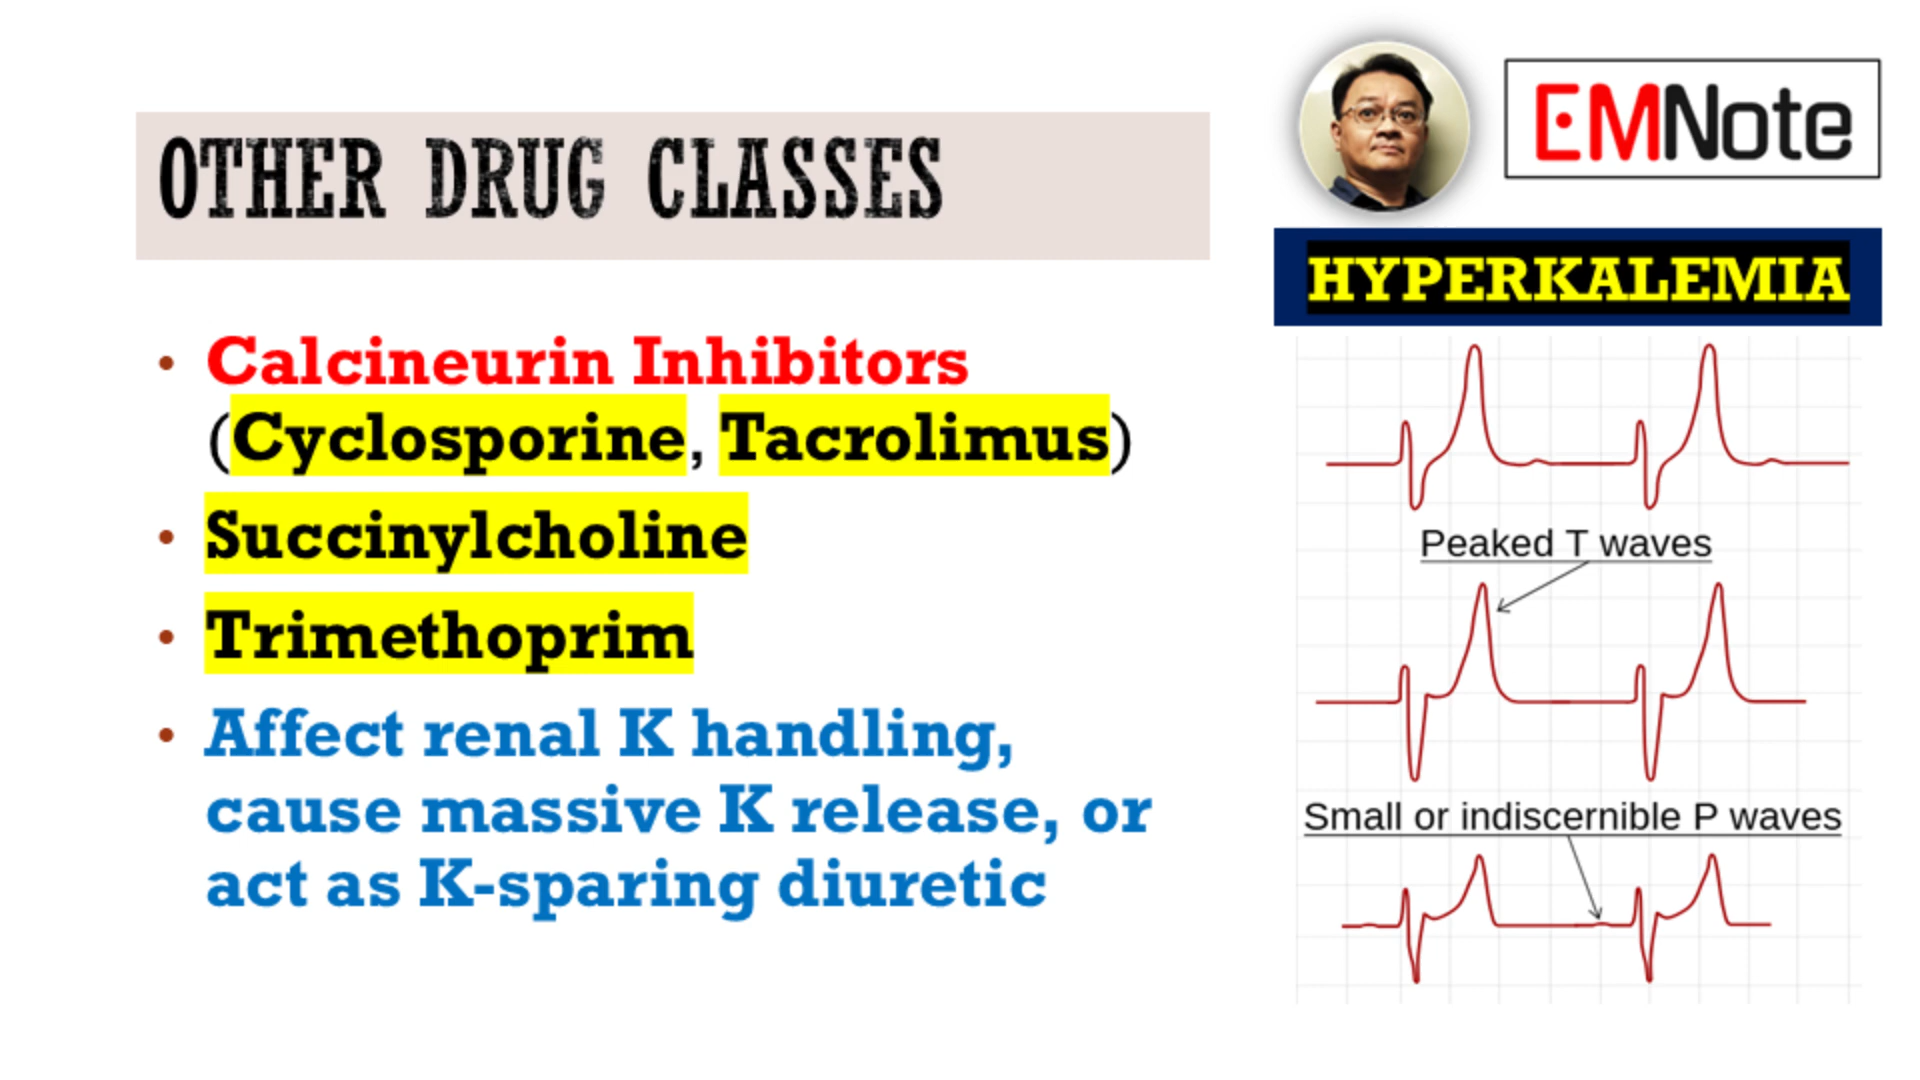 OTHER DRUG CLASSES
• Calcineurin Inhibitors
(Cyclosporine, Tacrolimus)
• Succinylcholine
• Trimethoprim
• Affect renal K handling,
cause massive K release, or
act as K-sparing diuretic
EMNote
HYPERKALEMIA
Peaked T waves
Small or indiscernible P waves